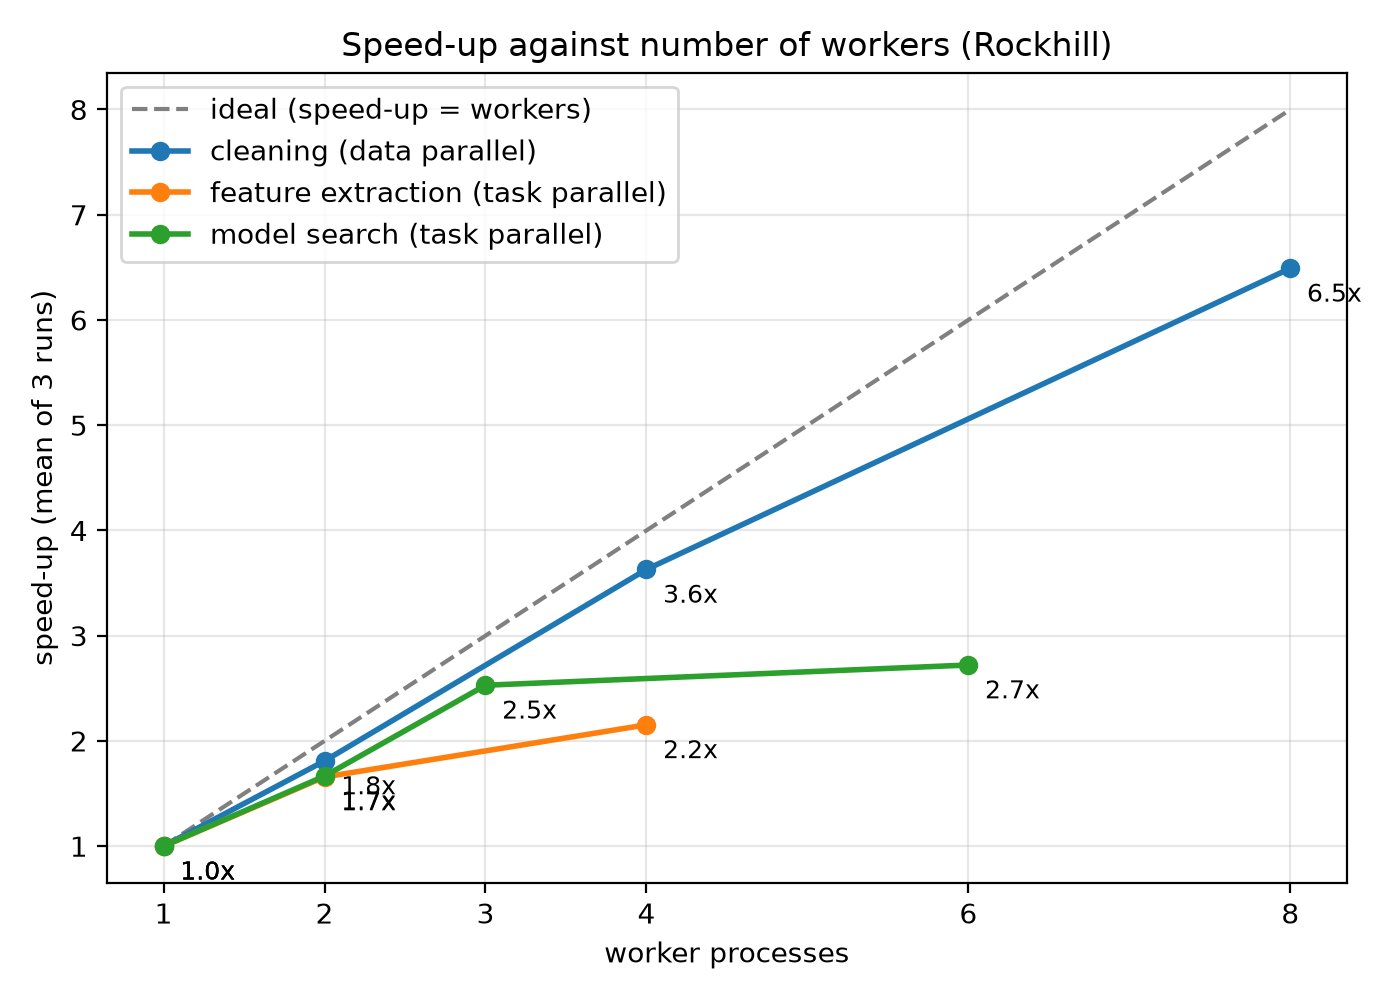 Speed-up against number of workers (Rockhill)
ideal (speed-up = workers)
cleaning (data parallel)
feature extraction (task parallel)
model search (task parallel)
speed-up (mean of 3 runs)
8
7
6
5
4
3
2
1
6.5x
3.6x
2.7x
2.5x
2.2x
1.8x
1.7x
1.0x
1 2 3 4 6 8
worker processes